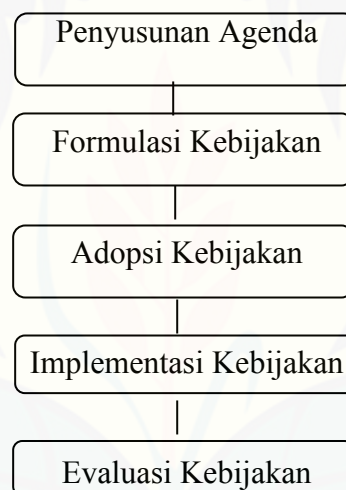 Penyusunan Agenda
Formulasi Kebijakan
Adopsi Kebijakan
Implementasi Kebijakan
Evaluasi Kebijakan